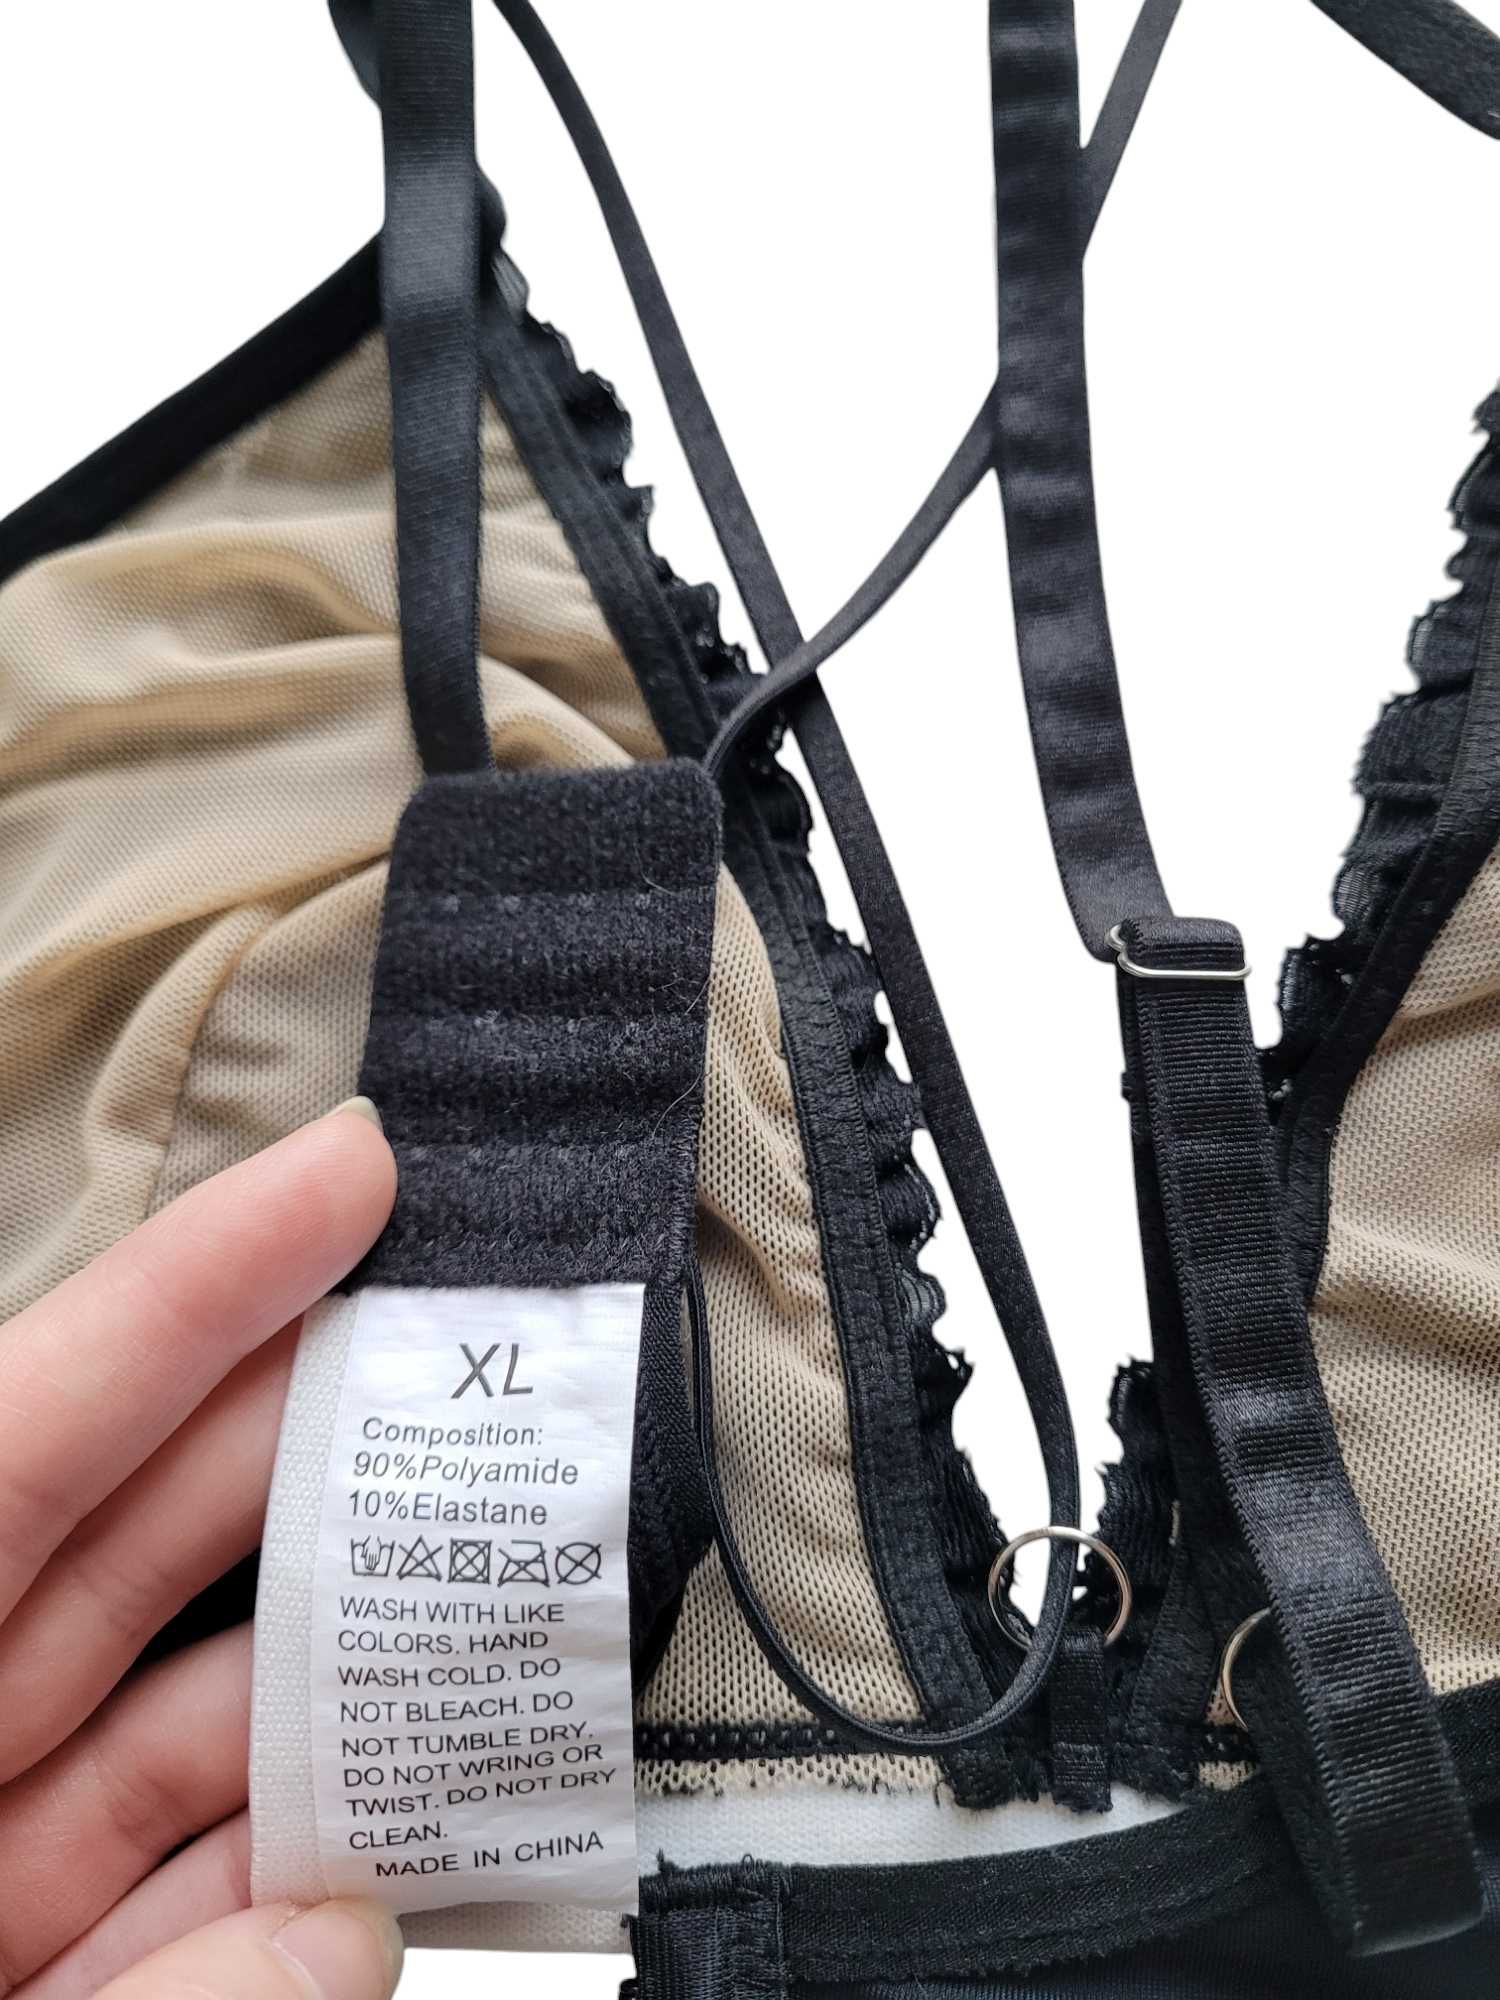 XL
Composition:
90%Polyamide
10%Elastane
WASH WITH LIKE
COLORS. HAND
WASH COLD. DO
NOT BLEACH. DO
NOT TUMBLE DRY.
DO NOT WRING OR
TWIST. DO NOT DRY
CLEAN.
MADE IN CHINA